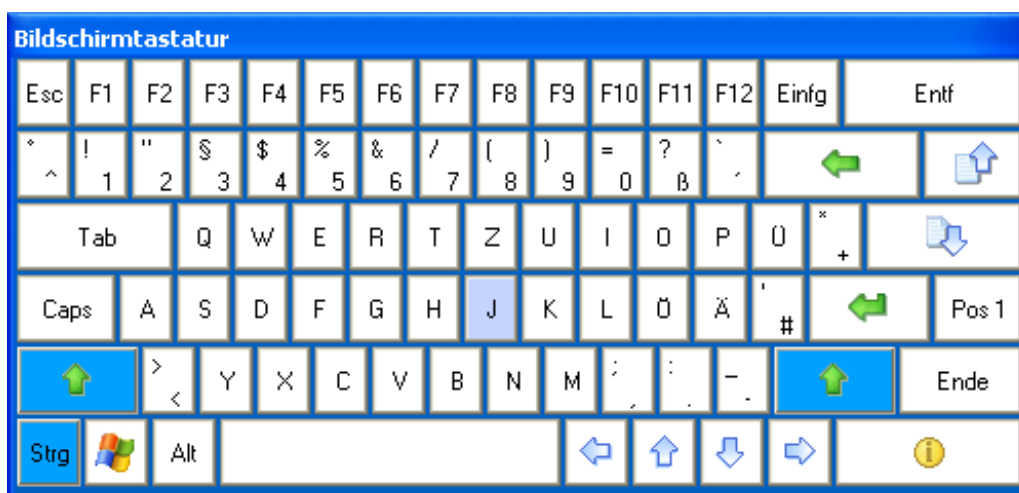 Bildschirmtastatur
Esc F1 F2 F3 F4 F5 F6 F7 F8 F9 F10 F11 F12 Einfg Entf
° ^ ! 1 " 2 § 3 $ 4 % 5 & 6 / 7 ( 8 ) 9 = 0 ? ß ` ´
Tab Q W E R T Z U I O P Ü * +
Caps A S D F G H J K L Ö Ä ' # Pos 1
> < Y X C V B N M ; , : . _ - Ende
Strg Alt